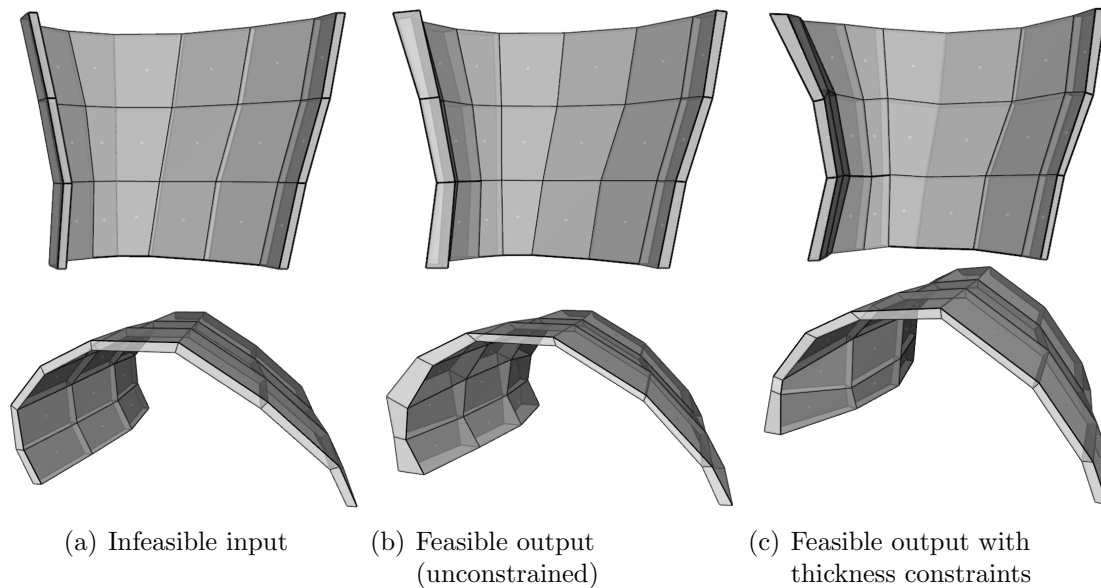 (a) Infeasible input
(b) Feasible output
(unconstrained)
(c) Feasible output with
thickness constraints